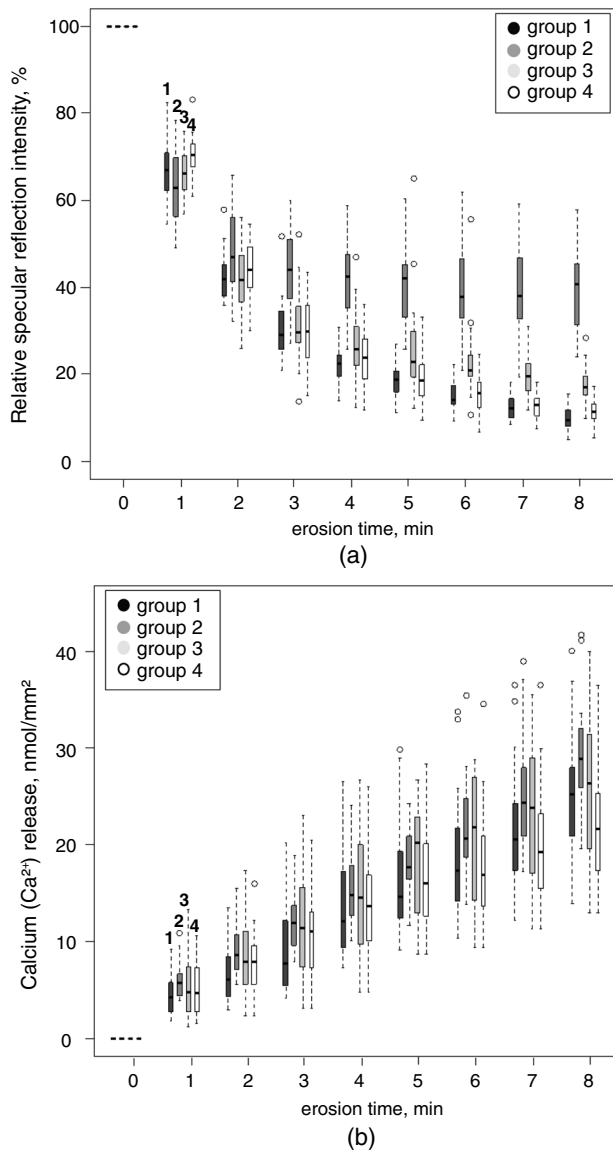 100
80
60
40
20
0
Relative specular reflection intensity, %
group 1
group 2
group 3
group 4
1
2
3
4
0 1 2 3 4 5 6 7 8
erosion time, min
(a)
40
30
20
10
0
Calcium (Ca²⁺) release, nmol/mm²
group 1
group 2
group 3
group 4
3
2
1 4
0 1 2 3 4 5 6 7 8
erosion time, min
(b)